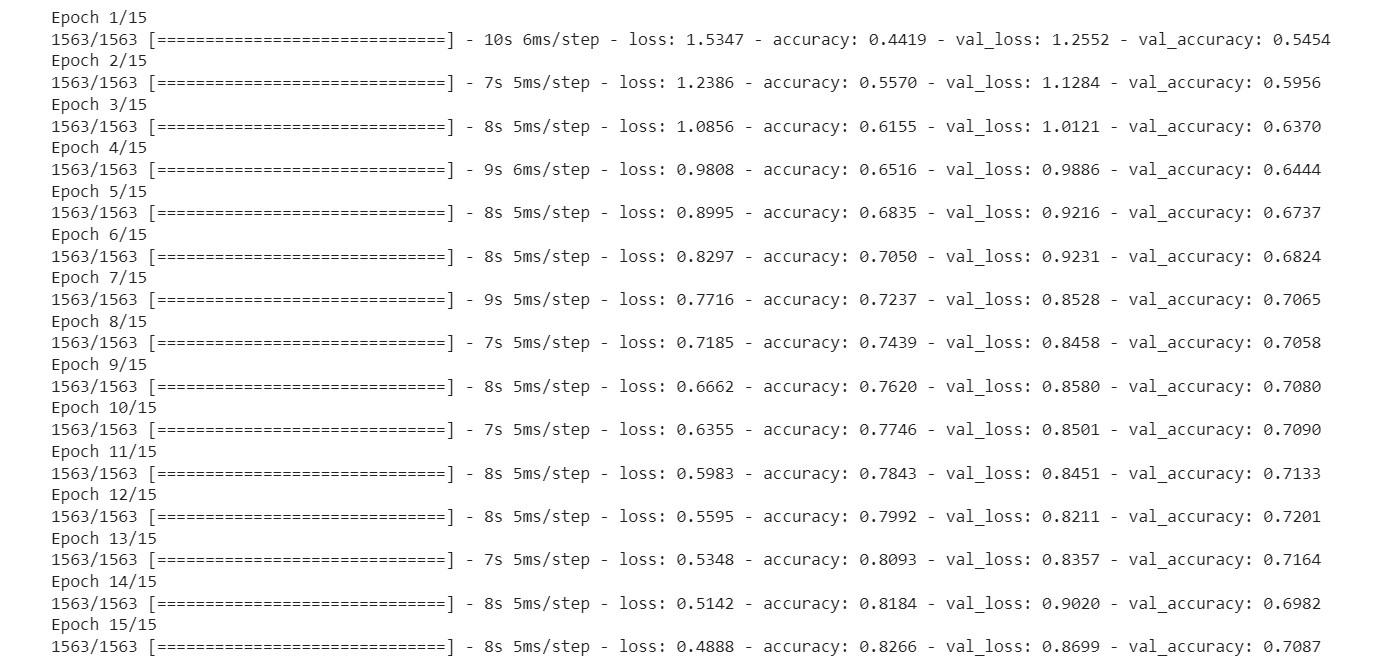 Epoch 1/15
1563/1563 [==============================] - 10s 6ms/step - loss: 1.5347 - accuracy: 0.4419 - val_loss: 1.2552 - val_accuracy: 0.5454
Epoch 2/15
1563/1563 [==============================] - 7s 5ms/step - loss: 1.2386 - accuracy: 0.5570 - val_loss: 1.1284 - val_accuracy: 0.5956
Epoch 3/15
1563/1563 [==============================] - 8s 5ms/step - loss: 1.0856 - accuracy: 0.6155 - val_loss: 1.0121 - val_accuracy: 0.6370
Epoch 4/15
1563/1563 [==============================] - 9s 6ms/step - loss: 0.9808 - accuracy: 0.6516 - val_loss: 0.9886 - val_accuracy: 0.6444
Epoch 5/15
1563/1563 [==============================] - 8s 5ms/step - loss: 0.8995 - accuracy: 0.6835 - val_loss: 0.9216 - val_accuracy: 0.6737
Epoch 6/15
1563/1563 [==============================] - 8s 5ms/step - loss: 0.8297 - accuracy: 0.7050 - val_loss: 0.9231 - val_accuracy: 0.6824
Epoch 7/15
1563/1563 [==============================] - 9s 5ms/step - loss: 0.7716 - accuracy: 0.7237 - val_loss: 0.8528 - val_accuracy: 0.7065
Epoch 8/15
1563/1563 [==============================] - 7s 5ms/step - loss: 0.7185 - accuracy: 0.7439 - val_loss: 0.8458 - val_accuracy: 0.7058
Epoch 9/15
1563/1563 [==============================] - 8s 5ms/step - loss: 0.6662 - accuracy: 0.7620 - val_loss: 0.8580 - val_accuracy: 0.7080
Epoch 10/15
1563/1563 [==============================] - 7s 5ms/step - loss: 0.6355 - accuracy: 0.7746 - val_loss: 0.8501 - val_accuracy: 0.7090
Epoch 11/15
1563/1563 [==============================] - 8s 5ms/step - loss: 0.5983 - accuracy: 0.7843 - val_loss: 0.8451 - val_accuracy: 0.7133
Epoch 12/15
1563/1563 [==============================] - 8s 5ms/step - loss: 0.5595 - accuracy: 0.7992 - val_loss: 0.8211 - val_accuracy: 0.7201
Epoch 13/15
1563/1563 [==============================] - 7s 5ms/step - loss: 0.5348 - accuracy: 0.8093 - val_loss: 0.8357 - val_accuracy: 0.7164
Epoch 14/15
1563/1563 [==============================] - 8s 5ms/step - loss: 0.5142 - accuracy: 0.8184 - val_loss: 0.9020 - val_accuracy: 0.6982
Epoch 15/15
1563/1563 [==============================] - 8s 5ms/step - loss: 0.4888 - accuracy: 0.8266 - val_loss: 0.8699 - val_accuracy: 0.7087